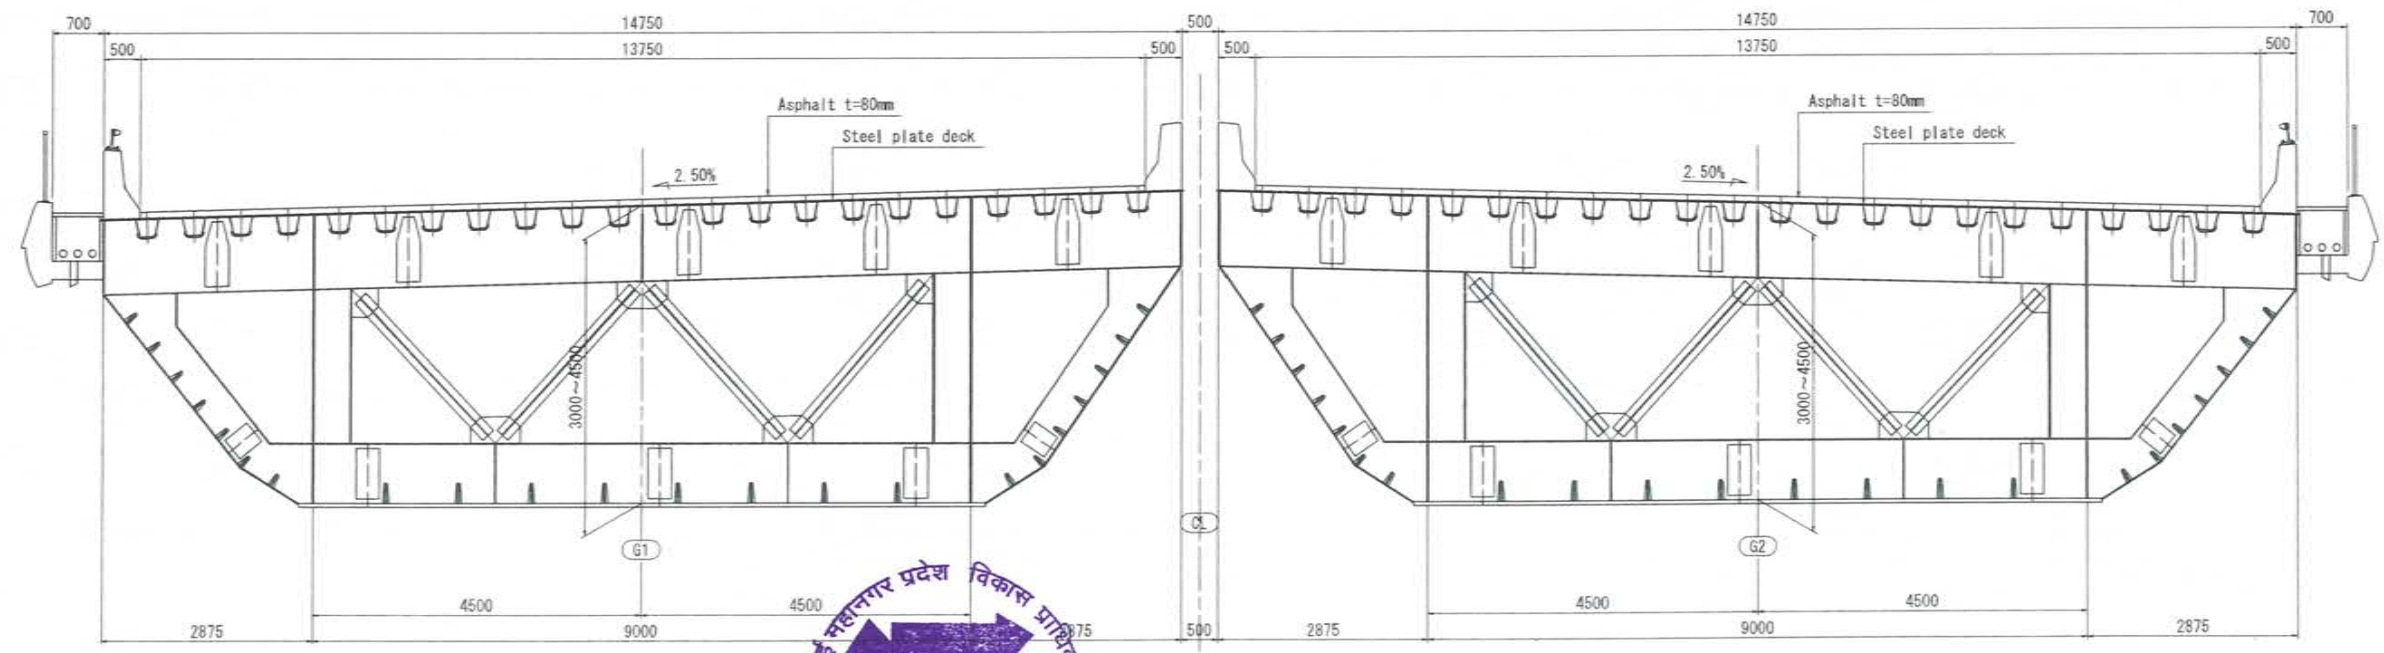 700 14750 500 14750 700
500 13750 500 500 13750 500
Asphalt t=80mm Asphalt t=80mm
Steel plate deck Steel plate deck
2.50% 2.50%
3000~4500 3000~4500
CL
G1 G2
महानगर प्रदेश विकास
4500 4500 4500 4500
2875 9000 500 2875 9000 2875